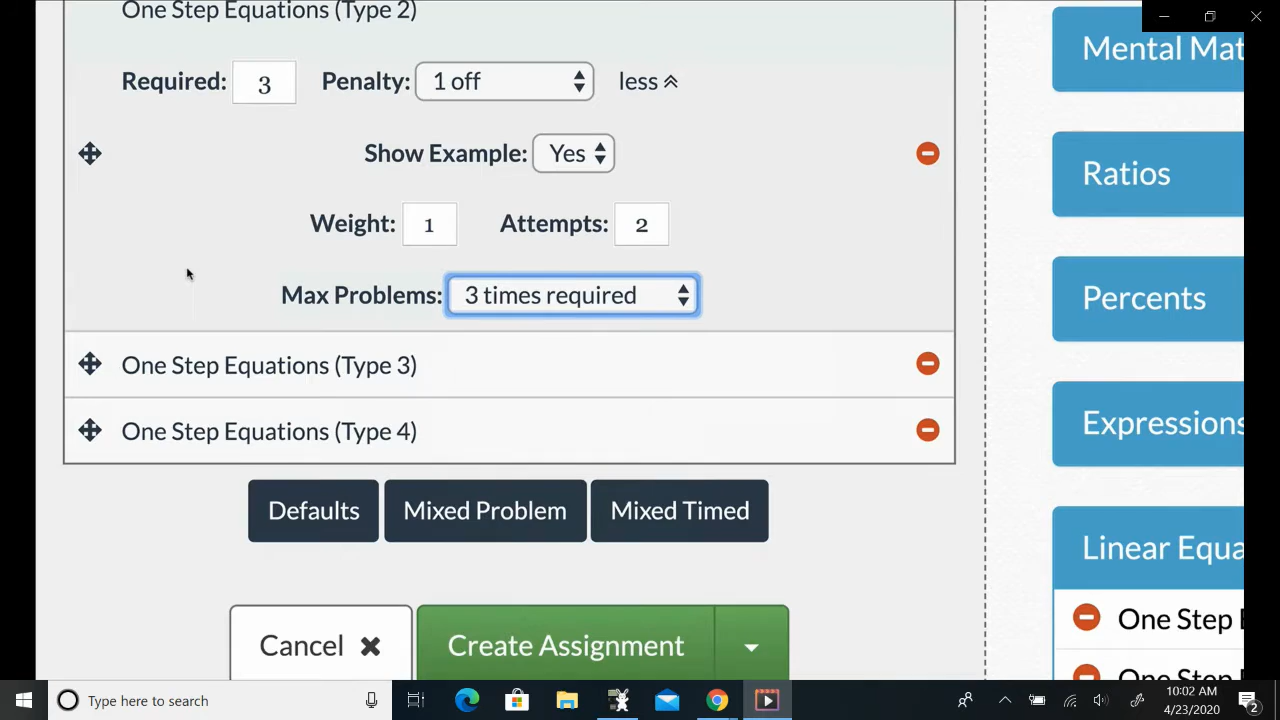 One Step Equations (Type 2)
Required: 3 Penalty: 1 off less
Show Example: Yes
Weight: 1 Attempts: 2
Max Problems: 3 times required
One Step Equations (Type 3)
One Step Equations (Type 4)
Defaults Mixed Problem Mixed Timed
Cancel Create Assignment
Mental Mat
Ratios
Percents
Expressions
Linear Equa
One Step E
One Step E
Type here to search
10:02 AM
4/23/2020
2